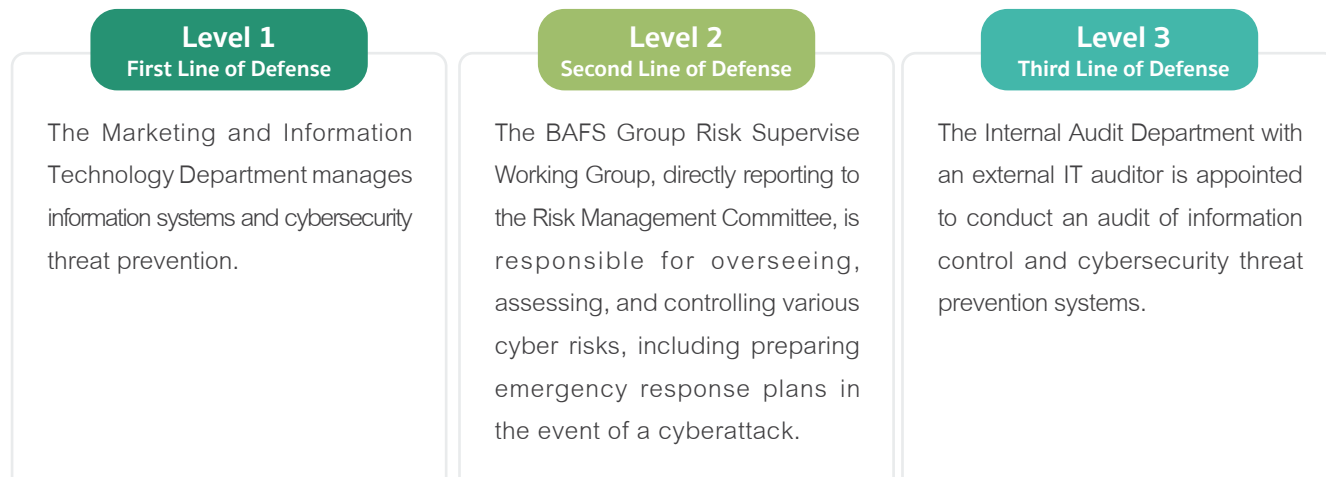 Level 1
First Line of Defense
The Marketing and Information
Technology Department manages
information systems and cybersecurity
threat prevention.
Level 2
Second Line of Defense
The BAFS Group Risk Supervise
Working Group, directly reporting to
the Risk Management Committee, is
responsible for overseeing,
assessing, and controlling various
cyber risks, including preparing
emergency response plans in
the event of a cyberattack.
Level 3
Third Line of Defense
The Internal Audit Department with
an external IT auditor is appointed
to conduct an audit of information
control and cybersecurity threat
prevention systems.